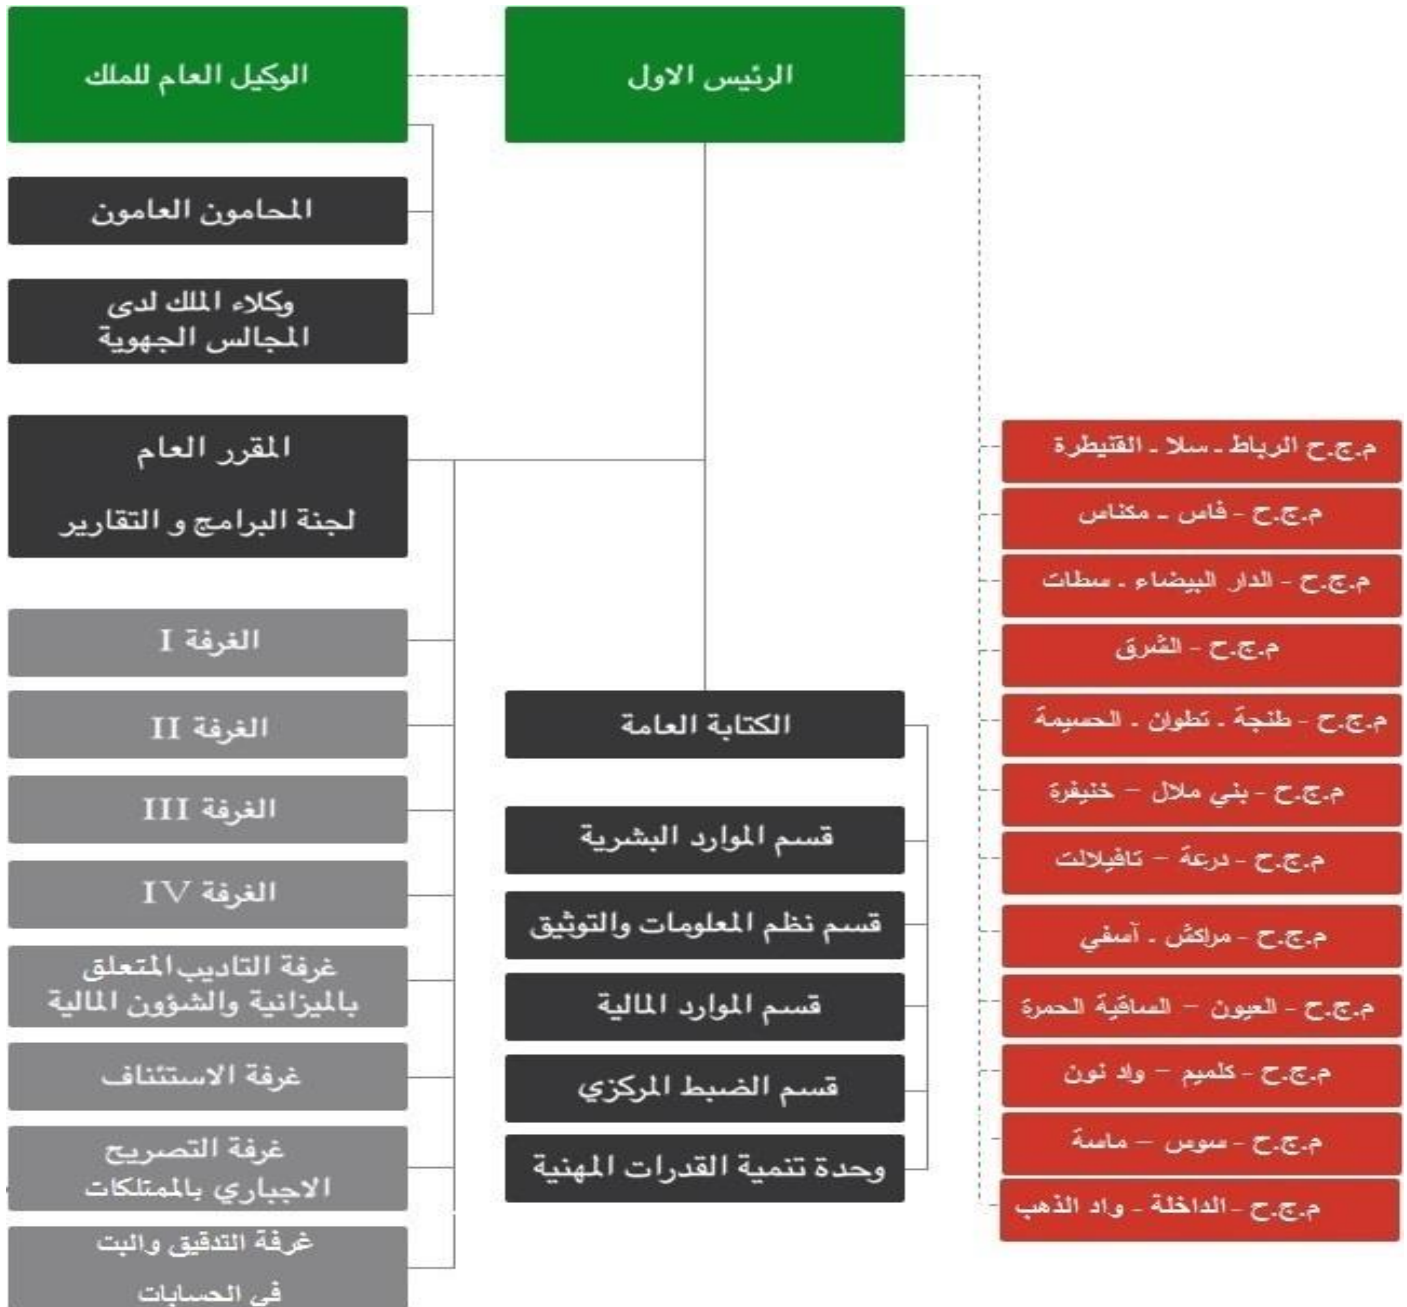 الرئيس الاول
الوكيل العام للملك
المحامون العامون
وكلاء الملك لدى
المجالس الجهوية
المقرر العام
لجنة البرامج و التقارير
الغرفة I
الغرفة II
الغرفة III
الغرفة IV
غرفة التاديب المتعلق
بالميزانية والشؤون المالية
غرفة الاستئناف
غرفة التصريح
الاجباري بالممتلكات
غرفة التدقيق والبت
في الحسابات
الكتابة العامة
قسم الموارد البشرية
قسم نظم المعلومات والتوثيق
قسم الموارد المالية
قسم الضبط المركزي
وحدة تنمية القدرات المهنية
م.ج.ح الرباط ـ سلا ـ القنيطرة
م.ج.ح - فاس ـ مكناس
م.ج.ح - الدار البيضاء ـ سطات
م.ج.ح - الشرق
م.ج.ح - طنجة ـ تطوان ـ الحسيمة
م.ج.ح - بني ملال – خنيفرة
م.ج.ح - درعة – تافيلالت
م.ج.ح - مراكش ـ آسفي
م.ج.ح - العيون – الساقية الحمرة
م.ج.ح - كلميم – واد نون
م.ج.ح - سوس – ماسة
م.ج.ح -الداخلة ـ واد الذهب